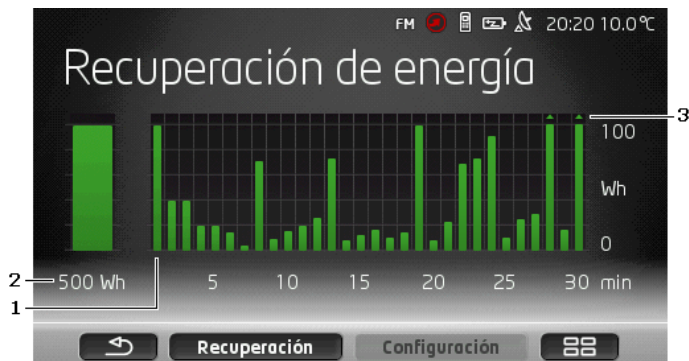 FM 20:20 10.0°C
Recuperación de energía
3
100
Wh
0
2 500 Wh 5 10 15 20 25 30 min
1
Recuperación Configuración